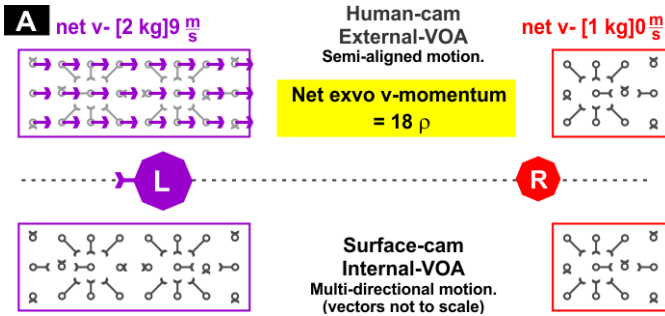 A
net v- [2 kg]9 m/s
Human-cam
External-VOA
Semi-aligned motion.
net v- [1 kg]0 m/s
Net exvo v-momentum
= 18 ρ
L
R
Surface-cam
Internal-VOA
Multi-directional motion.
(vectors not to scale)